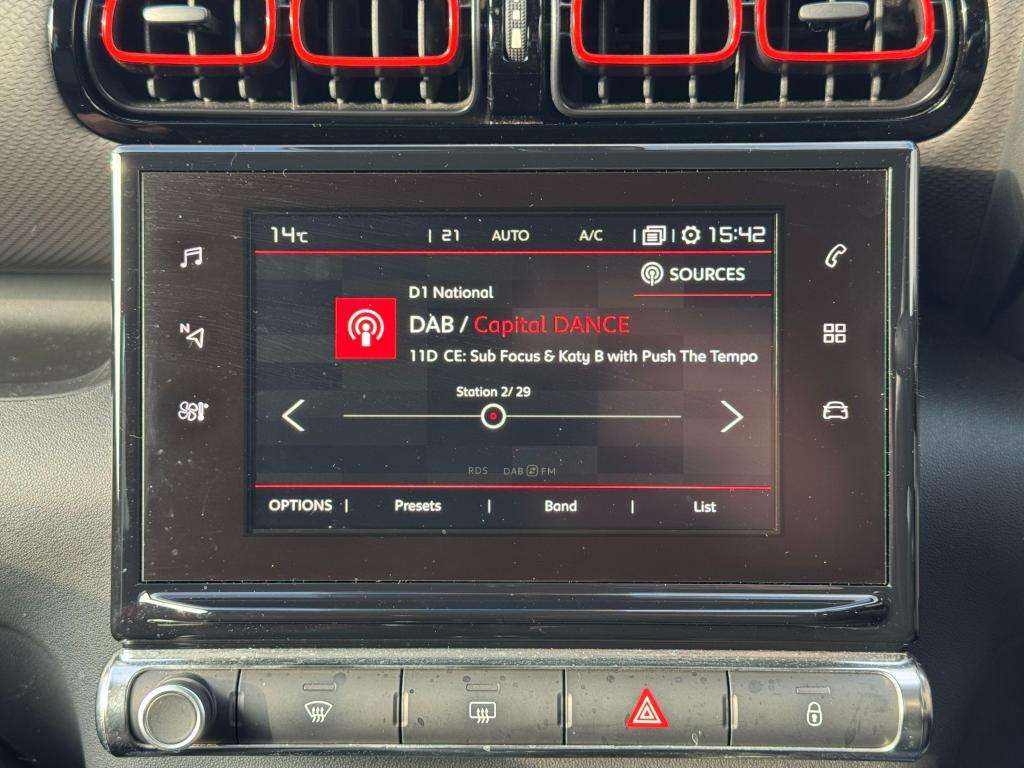 14°C | 21 AUTO A/C | | 15:42
SOURCES
D1 National
DAB / Capital DANCE
11D CE: Sub Focus & Katy B with Push The Tempo
Station 2/ 29
RDS DAB FM
OPTIONS | Presets | Band | List
N